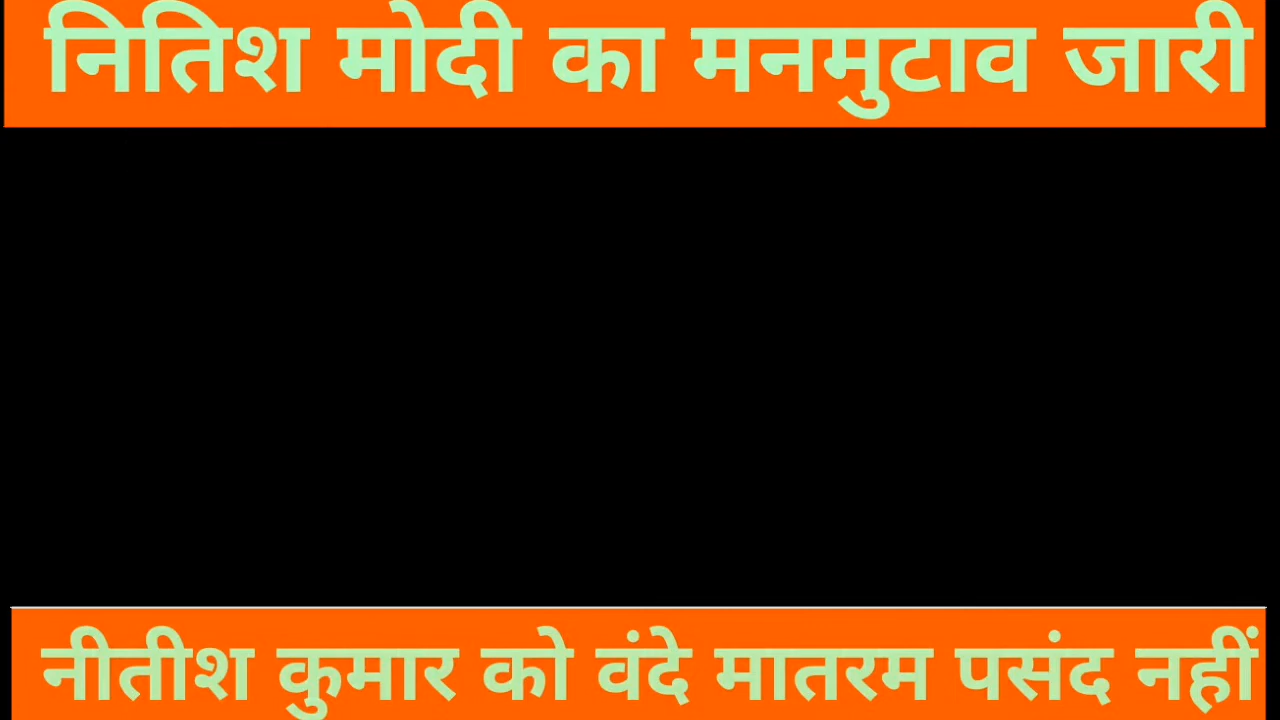 नितिश मोदी का मनमुटाव जारी
नीतीश कुमार को वंदे मातरम पसंद नहीं